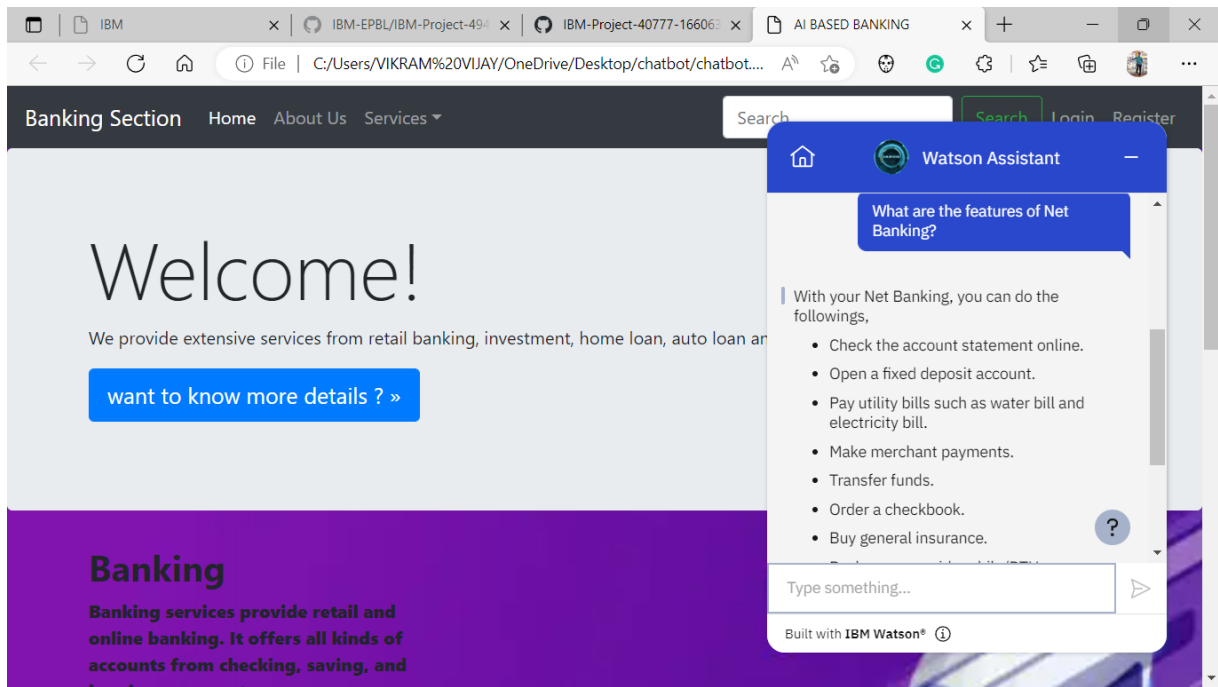 IBM
IBM-EPBL/IBM-Project-494
IBM-Project-40777-166063
AI BASED BANKING
File
C:/Users/VIKRAM%20VIJAY/OneDrive/Desktop/chatbot/chatbot....
Banking Section Home About Us Services
Search
Search
Login
Register
Welcome!
We provide extensive services from retail banking, investment, home loan, auto loan an
want to know more details ? »
Banking
Banking services provide retail and
online banking. It offers all kinds of
accounts from checking, saving, and
Watson Assistant
What are the features of Net
Banking?
With your Net Banking, you can do the
followings,
• Check the account statement online.
• Open a fixed deposit account.
• Pay utility bills such as water bill and
electricity bill.
• Make merchant payments.
• Transfer funds.
• Order a checkbook.
• Buy general insurance.
?
Type something...
Built with IBM Watson®